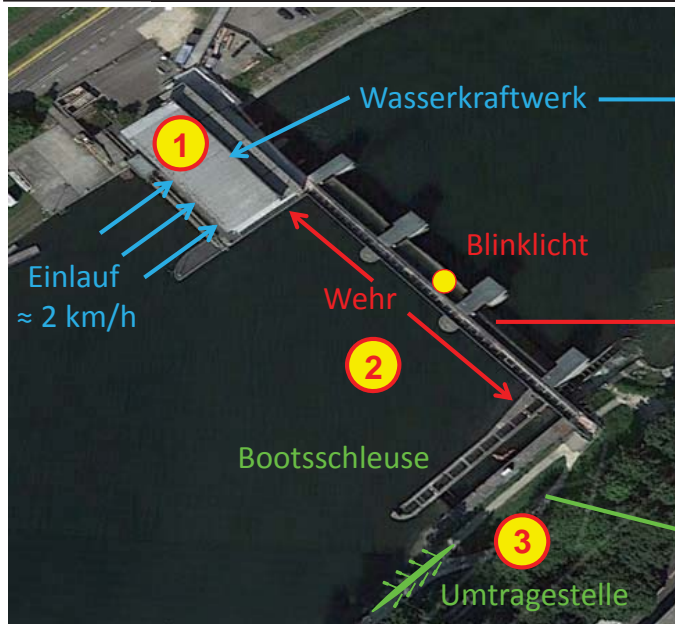 Wasserkraftwerk
1
Blinklicht
Einlauf
≈ 2 km/h
Wehr
2
Bootsschleuse
3
Umtragestelle